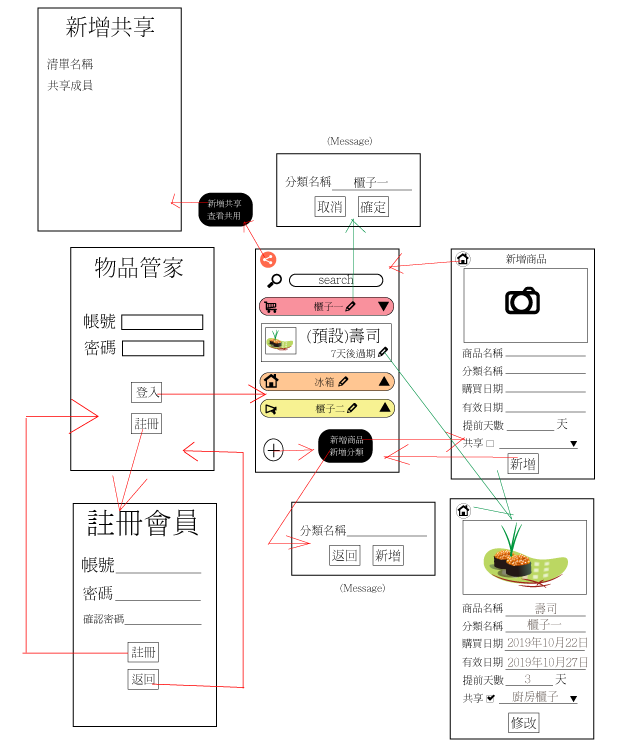 新增共享
清單名稱
共享成員
(Message)
分類名稱 櫃子一
取消 確定
新增共享
查看共用
物品管家
帳號
密碼
登入
註冊
search
櫃子一
(預設)壽司
7天後過期
冰箱
櫃子二
新增商品
新增分類
新增商品
商品名稱
分類名稱
購買日期
有效日期
提前天數 天
共享
新增
註冊會員
帳號
密碼
確認密碼
註冊
返回
分類名稱
返回 新增
(Message)
商品名稱 壽司
分類名稱 櫃子一
購買日期 2019年10月22日
有效日期 2019年10月27日
提前天數 3 天
共享 廚房櫃子
修改